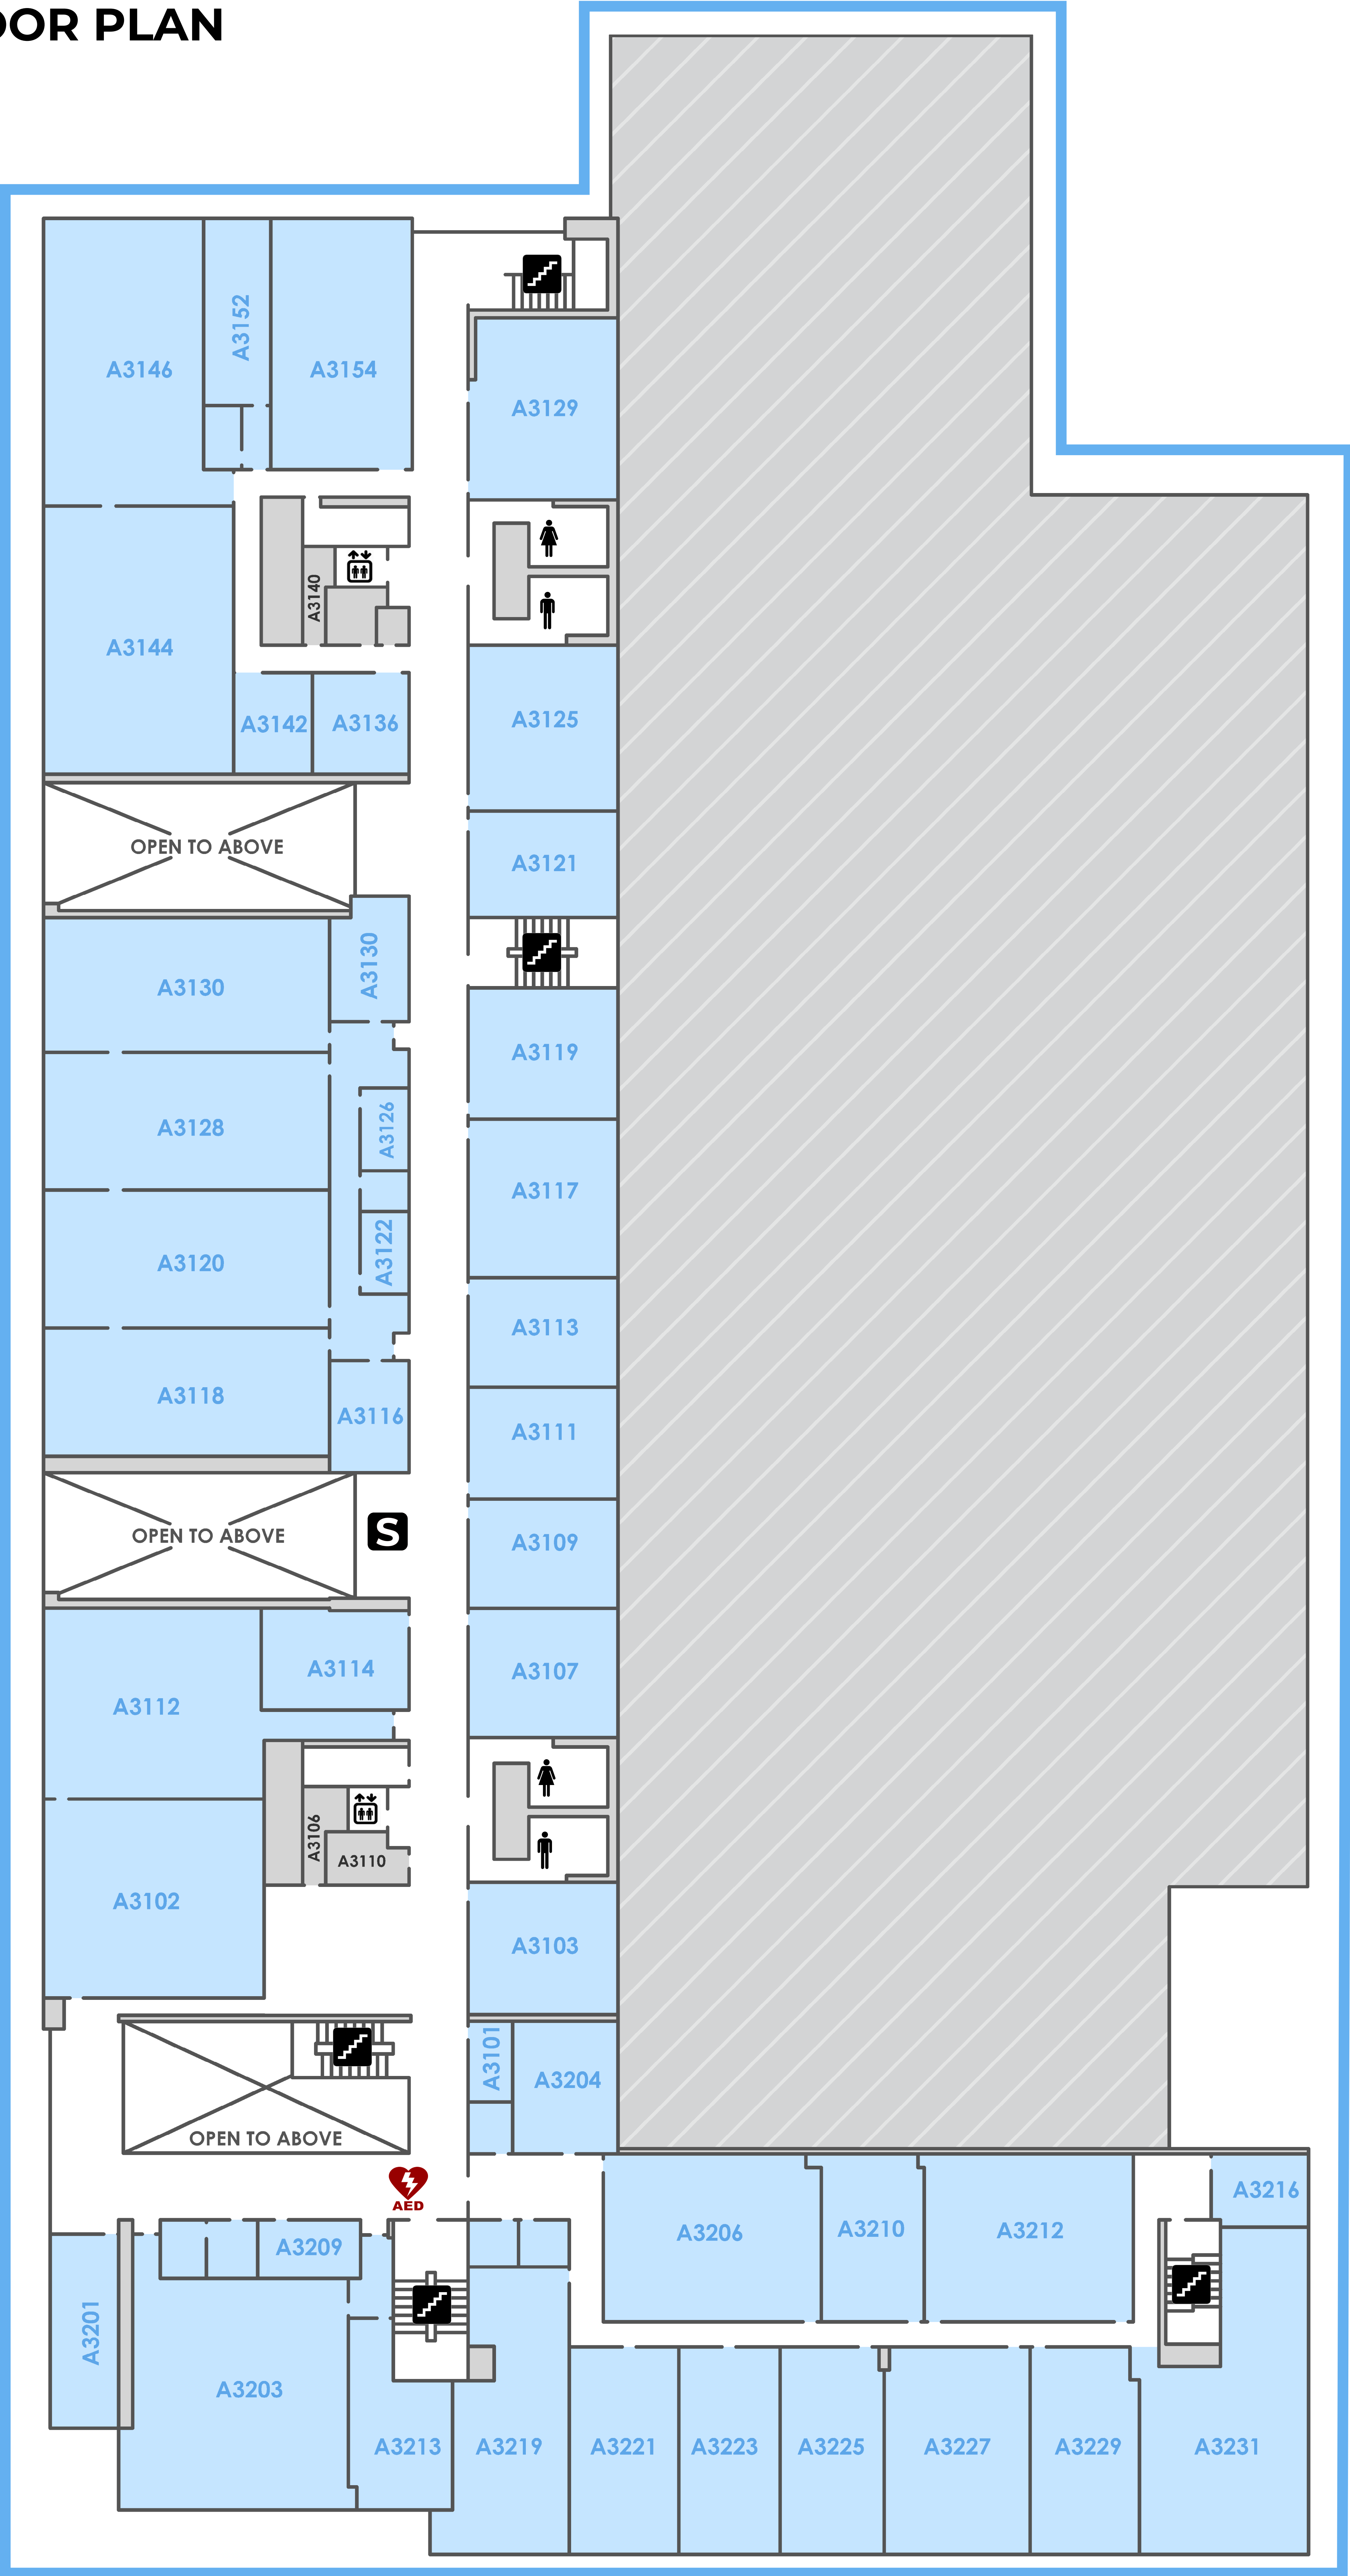 OOR PLAN
A3152
A3146
A3154
A3129
A3140
A3144
A3125
A3142
A3136
OPEN TO ABOVE
A3121
A3130
A3130
A3119
A3128
A3126
A3117
A3120
A3122
A3113
A3118
A3116
A3111
OPEN TO ABOVE
S
A3109
A3114
A3107
A3112
A3106
A3110
A3102
A3103
A3101
A3204
OPEN TO ABOVE
AED
A3216
A3206
A3210
A3212
A3209
A3201
A3203
A3213
A3219
A3221
A3223
A3225
A3227
A3229
A3231